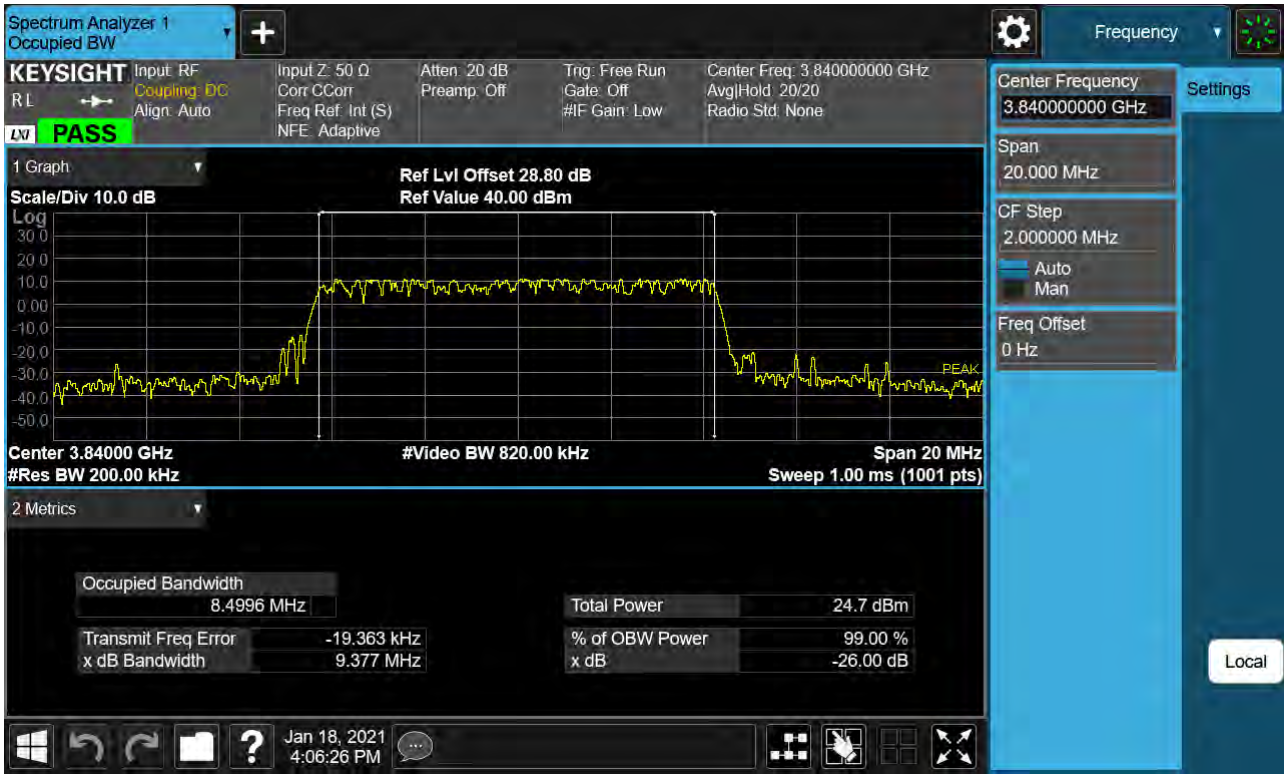 Spectrum Analyzer 1
Occupied BW
+
Frequency
KEYSIGHT
RL
LXI PASS
Input: RF
Coupling: DC
Align: Auto
Input Z: 50 Ω
Corr CCorr
Freq Ref: Int (S)
NFE: Adaptive
Atten: 20 dB
Preamp: Off
Trig: Free Run
Gate: Off
#IF Gain: Low
Center Freq: 3.840000000 GHz
Avg|Hold: 20/20
Radio Std: None
1 Graph
Scale/Div 10.0 dB
Ref Lvl Offset 28.80 dB
Ref Value 40.00 dBm
Log
30.0
20.0
10.0
0.00
-10.0
-20.0
-30.0
-40.0
-50.0
PEAK
Center 3.84000 GHz
#Res BW 200.00 kHz
#Video BW 820.00 kHz
Span 20 MHz
Sweep 1.00 ms (1001 pts)
2 Metrics
Occupied Bandwidth
8.4996 MHz
Transmit Freq Error -19.363 kHz
x dB Bandwidth 9.377 MHz
Total Power 24.7 dBm
% of OBW Power 99.00 %
x dB -26.00 dB
Center Frequency
3.840000000 GHz
Span
20.000 MHz
CF Step
2.000000 MHz
Auto
Man
Freq Offset
0 Hz
Settings
Local
?
Jan 18, 2021
4:06:26 PM